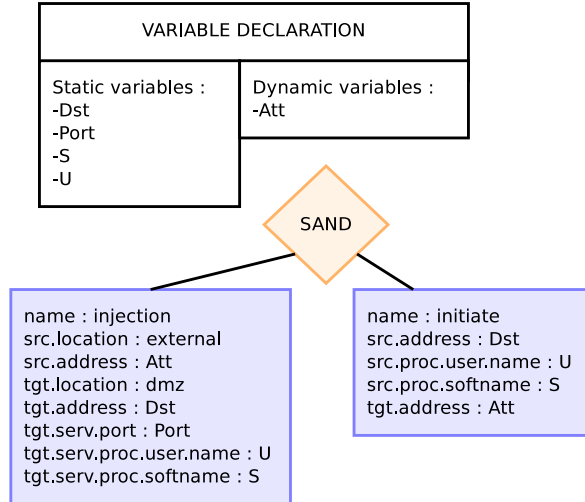 VARIABLE DECLARATION
Static variables :
-Dst
-Port
-S
-U
Dynamic variables :
-Att
SAND
name : injection
src.location : external
src.address : Att
tgt.location : dmz
tgt.address : Dst
tgt.serv.port : Port
tgt.serv.proc.user.name : U
tgt.serv.proc.softname : S
name : initiate
src.address : Dst
src.proc.user.name : U
src.proc.softname : S
tgt.address : Att